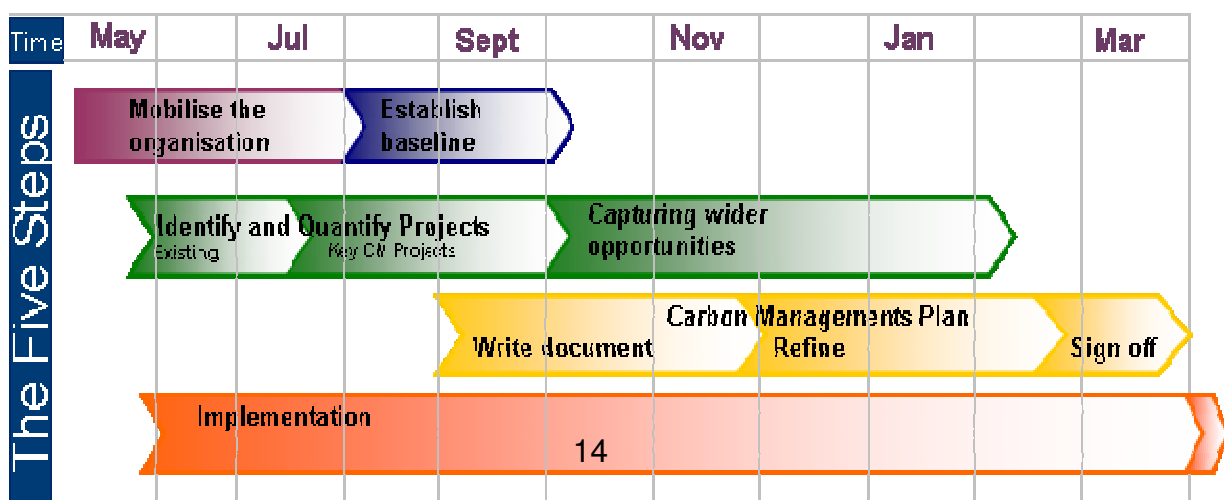 Time May Jul Sept Nov Jan Mar
The Five Steps
Mobilise the
organisation
Establish
baseline
Identify and Quantify Projects
Existing Key CM Projects
Capturing wider
opportunities
Carbon Managements Plan
Write document Refine Sign off
Implementation
14